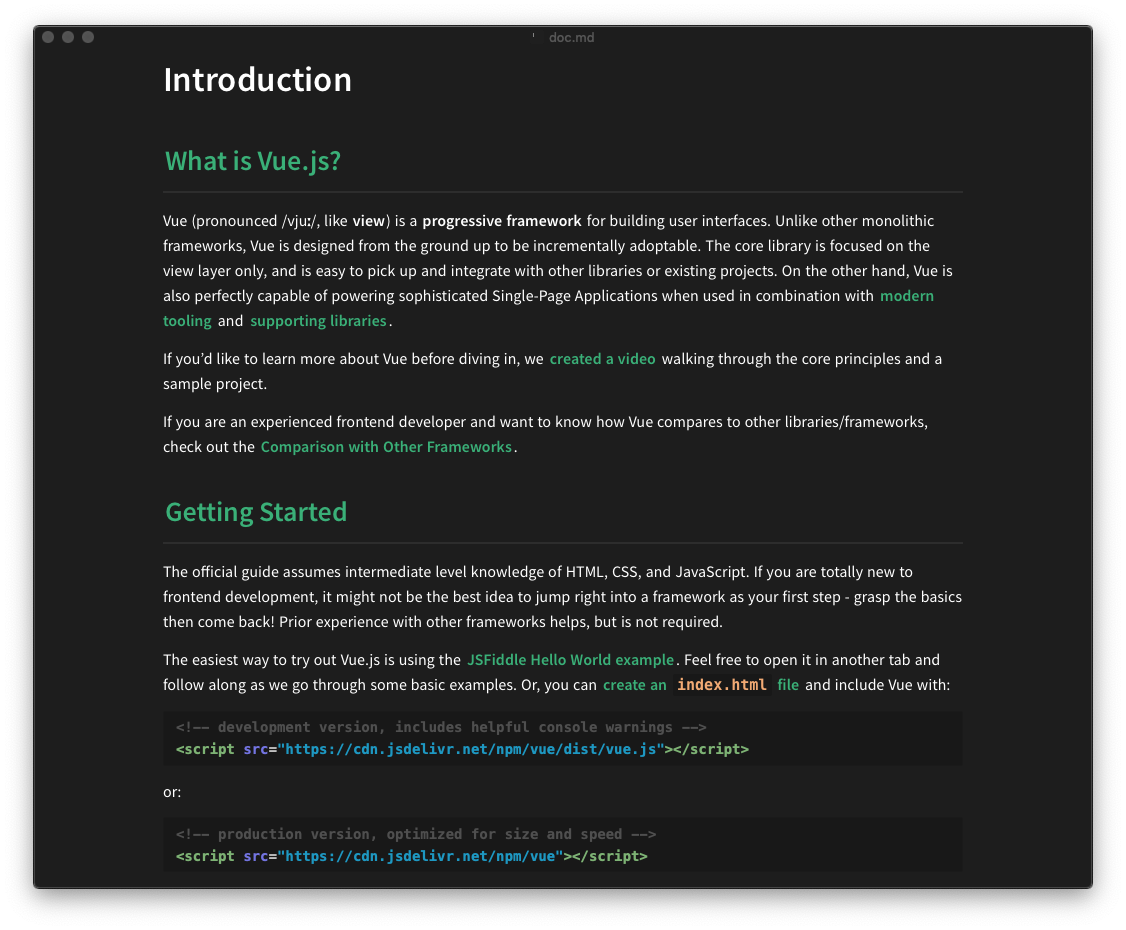 doc.md
Introduction
What is Vue.js?
Vue (pronounced /vjuː/, like view) is a progressive framework for building user interfaces. Unlike other monolithic
frameworks, Vue is designed from the ground up to be incrementally adoptable. The core library is focused on the
view layer only, and is easy to pick up and integrate with other libraries or existing projects. On the other hand, Vue is
also perfectly capable of powering sophisticated Single-Page Applications when used in combination with modern
tooling and supporting libraries.
If you’d like to learn more about Vue before diving in, we created a video walking through the core principles and a
sample project.
If you are an experienced frontend developer and want to know how Vue compares to other libraries/frameworks,
check out the Comparison with Other Frameworks.
Getting Started
The official guide assumes intermediate level knowledge of HTML, CSS, and JavaScript. If you are totally new to
frontend development, it might not be the best idea to jump right into a framework as your first step - grasp the basics
then come back! Prior experience with other frameworks helps, but is not required.
The easiest way to try out Vue.js is using the JSFiddle Hello World example. Feel free to open it in another tab and
follow along as we go through some basic examples. Or, you can create an index.html file and include Vue with:
<!-- development version, includes helpful console warnings -->
<script src="https://cdn.jsdelivr.net/npm/vue/dist/vue.js"></script>
or:
<!-- production version, optimized for size and speed -->
<script src="https://cdn.jsdelivr.net/npm/vue"></script>